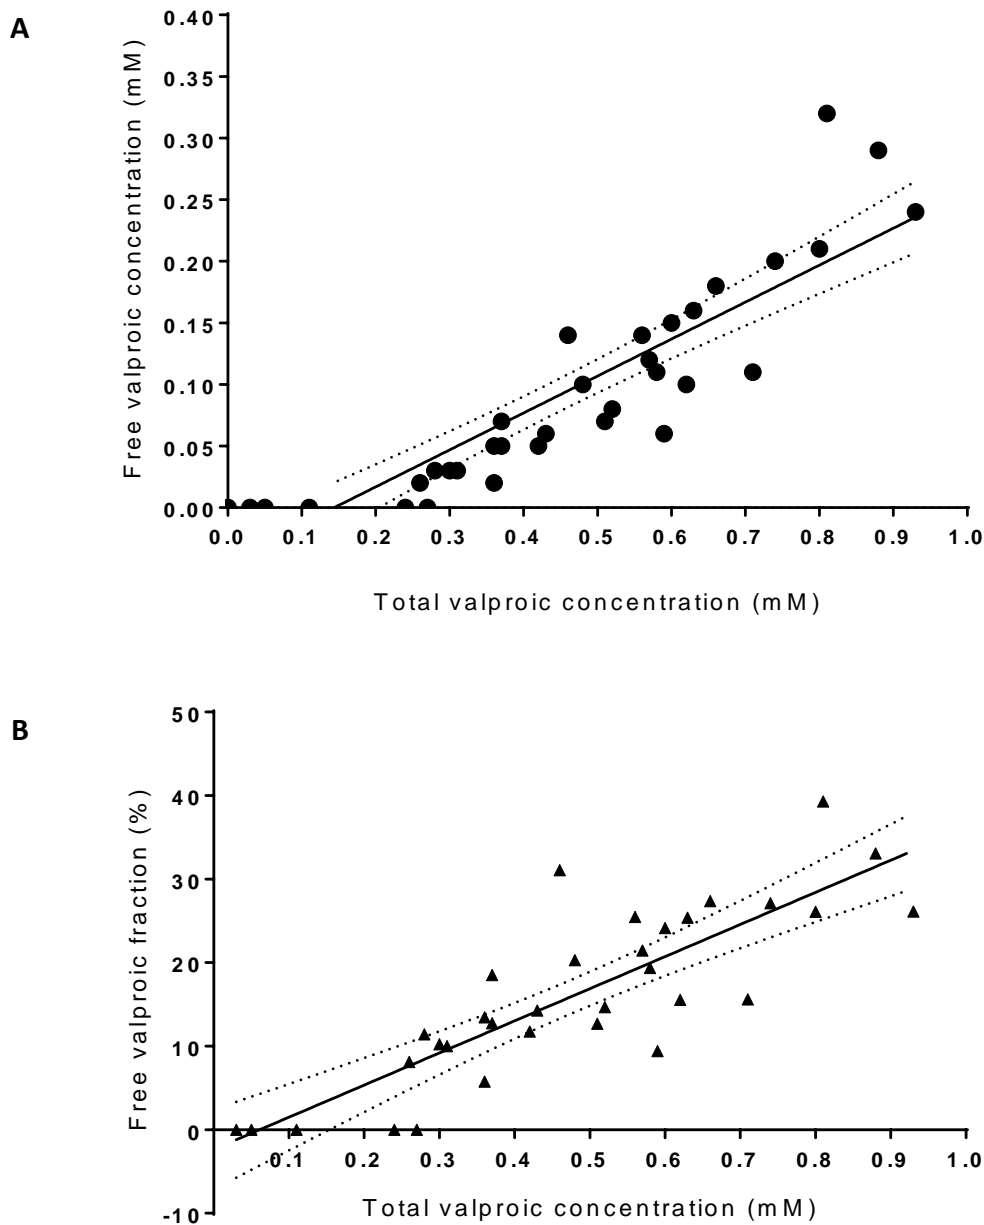 A
0.40
0.35
0.30
0.25
0.20
0.15
0.10
0.05
0.00
Free valproic concentration (mM)
0.0 0.1 0.2 0.3 0.4 0.5 0.6 0.7 0.8 0.9 1.0
Total valproic concentration (mM)
B
50
40
30
20
10
0
-10
Free valproic fraction (%)
0.1 0.2 0.3 0.4 0.5 0.6 0.7 0.8 0.9 1.0
Total valproic concentration (mM)